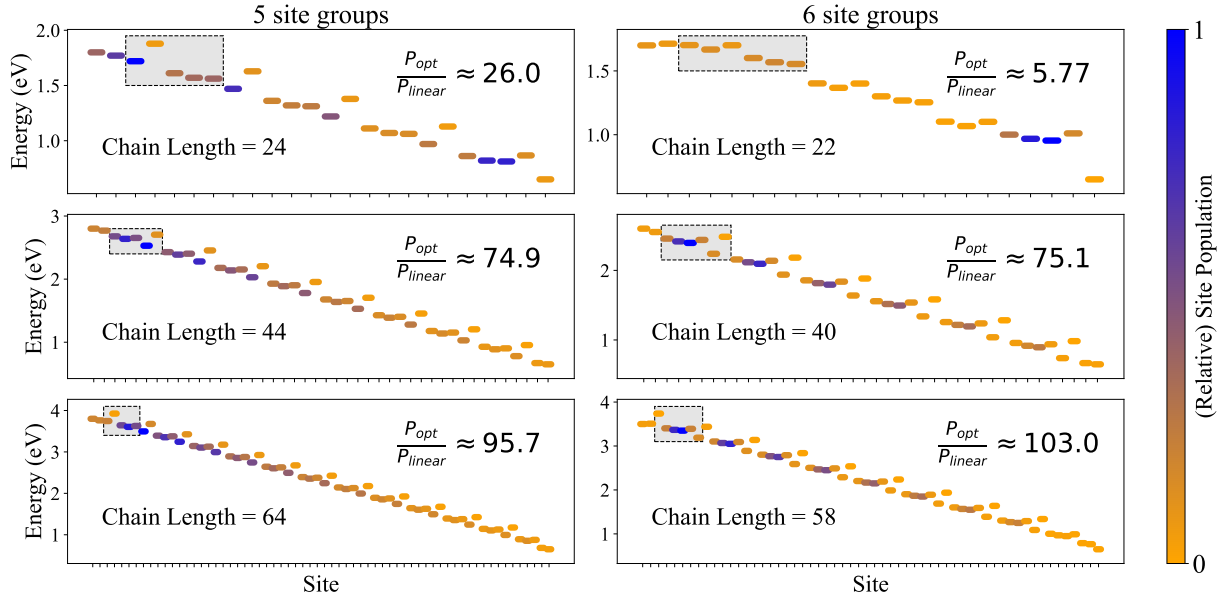 5 site groups
6 site groups
Energy (eV)
2.0
1.5
1.0
P_opt / P_linear ≈ 26.0
Chain Length = 24
1.5
1.0
P_opt / P_linear ≈ 5.77
Chain Length = 22
Energy (eV)
3
2
1
P_opt / P_linear ≈ 74.9
Chain Length = 44
2
1
P_opt / P_linear ≈ 75.1
Chain Length = 40
Energy (eV)
4
3
2
1
P_opt / P_linear ≈ 95.7
Chain Length = 64
4
3
2
1
P_opt / P_linear ≈ 103.0
Chain Length = 58
Site
Site
1
(Relative) Site Population
0